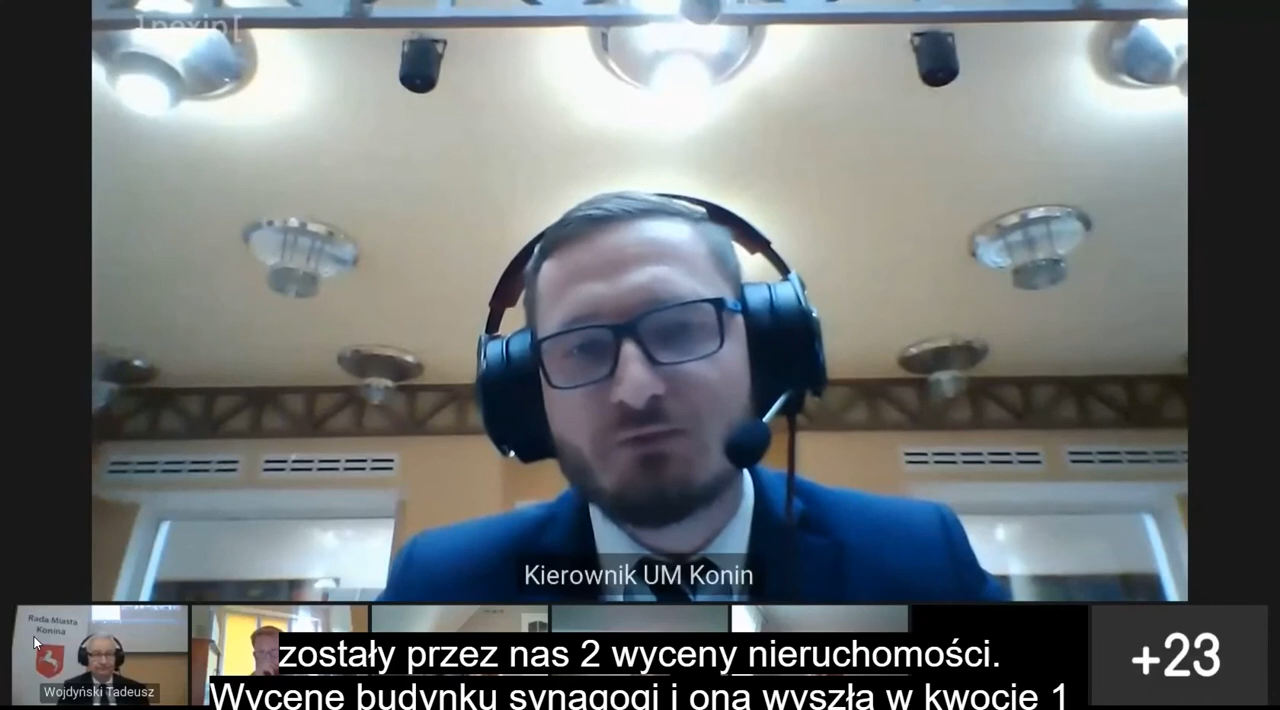 ]pexip[
Kierownik UM Konin
Rada Miasta
Konina
Wojdyński Tadeusz
+23
zostały przez nas 2 wyceny nieruchomości.
Wycenę budynku synagogi i ona wyszła w kwocie 1